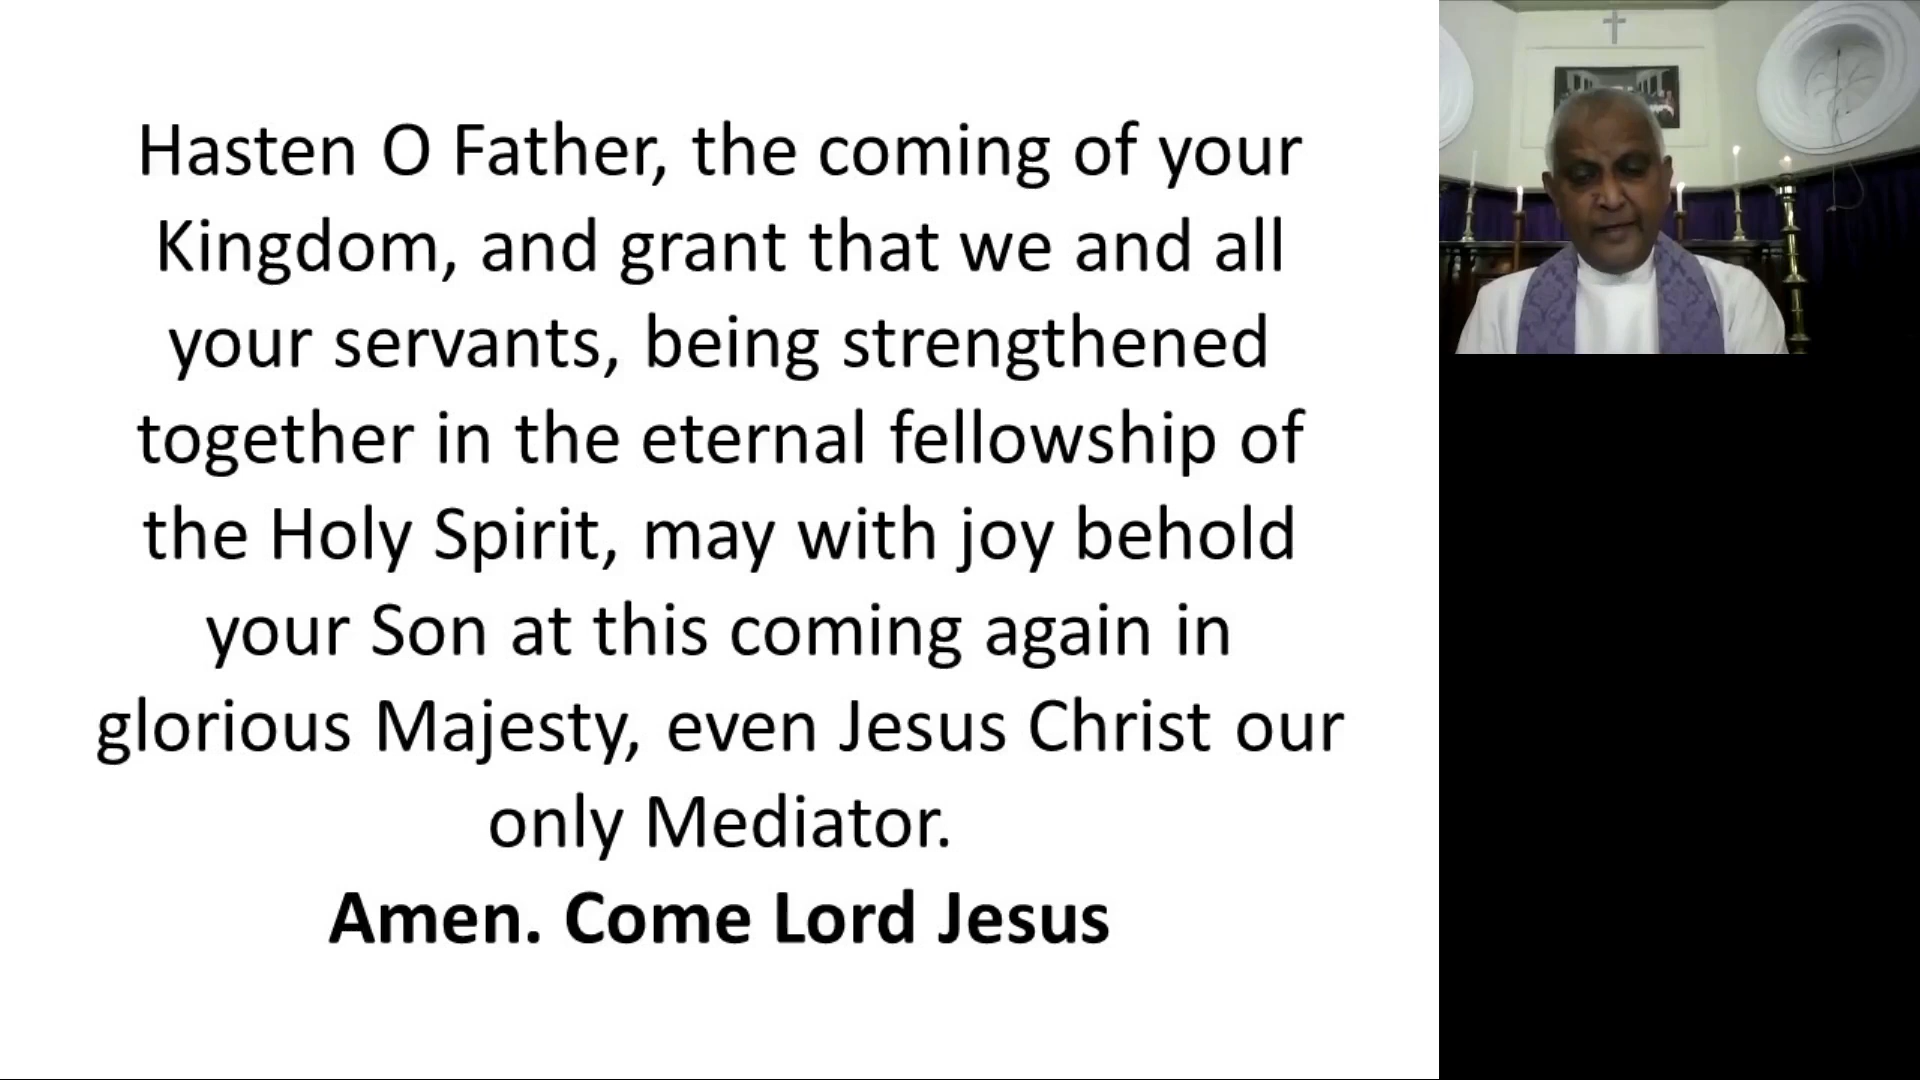 Hasten O Father, the coming of your
Kingdom, and grant that we and all
your servants, being strengthened
together in the eternal fellowship of
the Holy Spirit, may with joy behold
your Son at this coming again in
glorious Majesty, even Jesus Christ our
only Mediator.
Amen. Come Lord Jesus